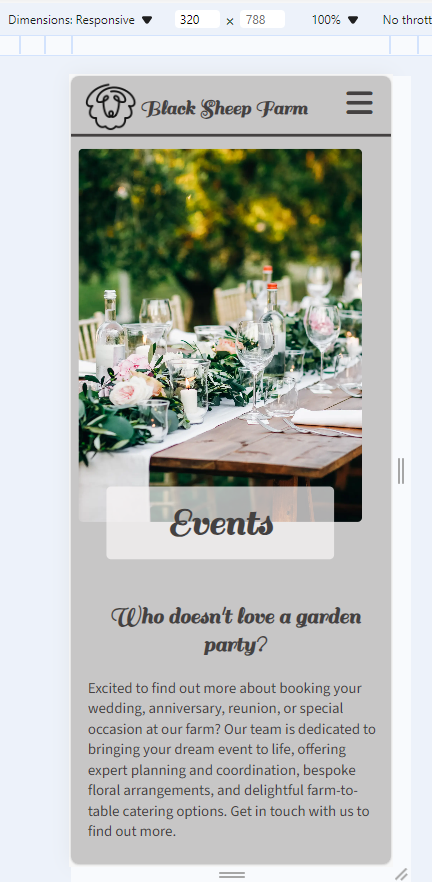 Dimensions: Responsive ▼ 320 × 788 100% ▼ No thrott
Black Sheep Farm
Events
Who doesn't love a garden
party?
Excited to find out more about booking your
wedding, anniversary, reunion, or special
occasion at our farm? Our team is dedicated to
bringing your dream event to life, offering
expert planning and coordination, bespoke
floral arrangements, and delightful farm-to-
table catering options. Get in touch with us to
find out more.